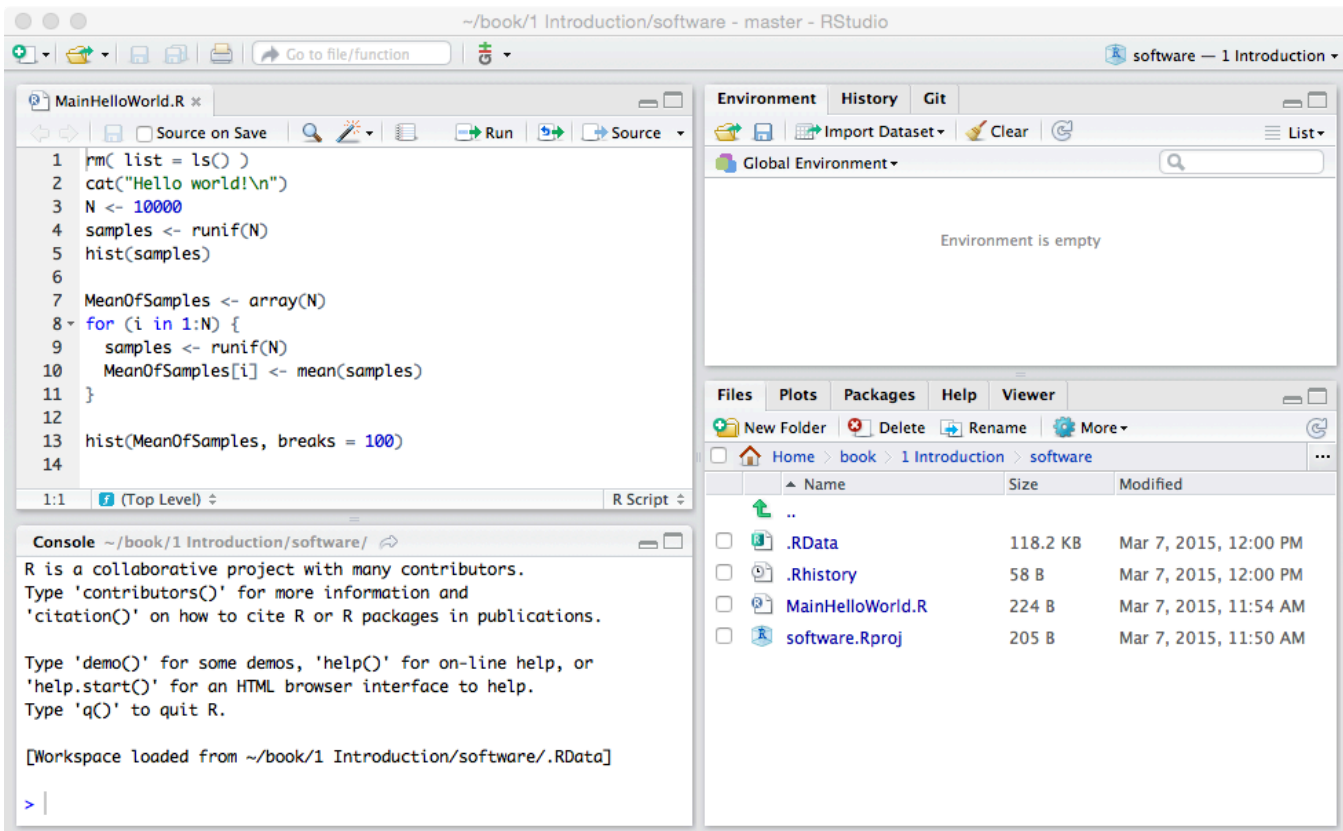 ~/book/1 Introduction/software - master - RStudio
Go to file/function
software — 1 Introduction
MainHelloWorld.R
Source on Save
Run
Source
1 rm( list = ls() )
2 cat("Hello world!\n")
3 N <- 10000
4 samples <- runif(N)
5 hist(samples)
6
7 MeanOfSamples <- array(N)
8 for (i in 1:N) {
9   samples <- runif(N)
10   MeanOfSamples[i] <- mean(samples)
11 }
12
13 hist(MeanOfSamples, breaks = 100)
14
1:1 (Top Level) R Script
Console ~/book/1 Introduction/software/
R is a collaborative project with many contributors.
Type 'contributors()' for more information and
'citation()' on how to cite R or R packages in publications.
Type 'demo()' for some demos, 'help()' for on-line help, or
'help.start()' for an HTML browser interface to help.
Type 'q()' to quit R.
[Workspace loaded from ~/book/1 Introduction/software/.RData]
>
Environment History Git
Import Dataset Clear List
Global Environment
Environment is empty
Files Plots Packages Help Viewer
New Folder Delete Rename More
Home > book > 1 Introduction > software ...
Name Size Modified
..
.RData 118.2 KB Mar 7, 2015, 12:00 PM
.Rhistory 58 B Mar 7, 2015, 12:00 PM
MainHelloWorld.R 224 B Mar 7, 2015, 11:54 AM
software.Rproj 205 B Mar 7, 2015, 11:50 AM